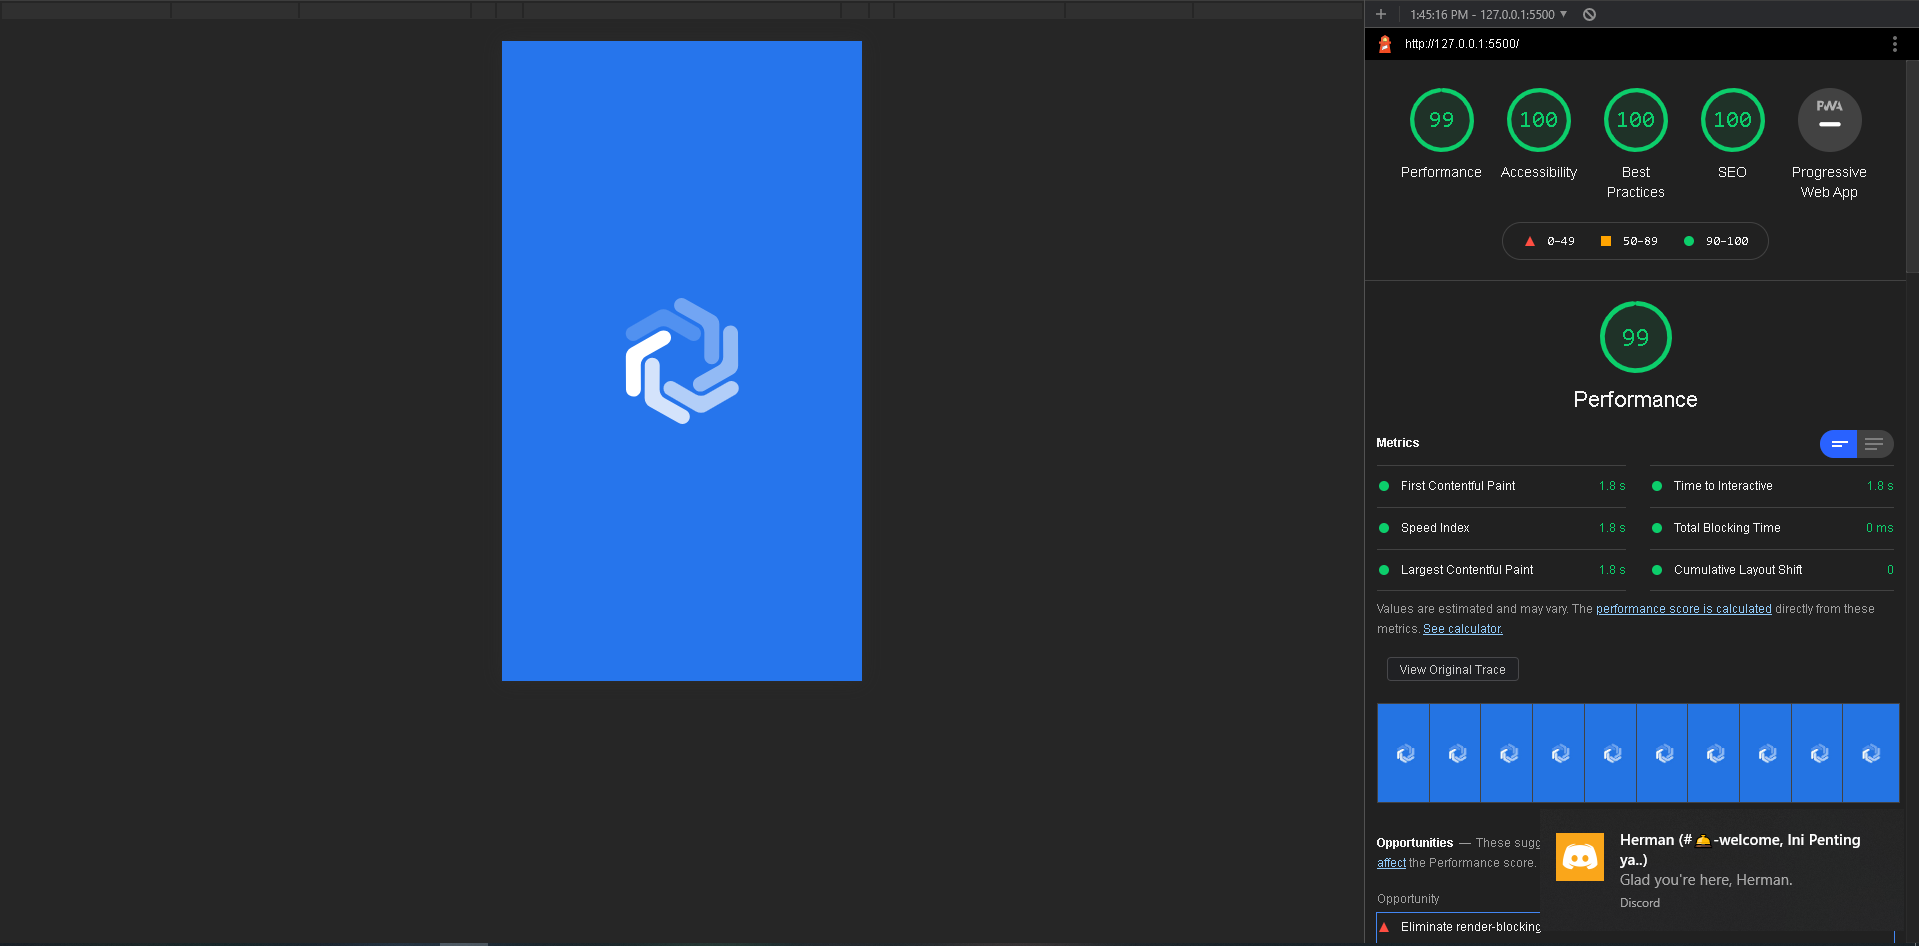 1:45:16 PM - 127.0.0.1:5500
http://127.0.0.1:5500/
99
100
100
100
PWA
Performance
Accessibility
Best
Practices
SEO
Progressive
Web App
0-49
50-89
90-100
99
Performance
Metrics
First Contentful Paint 1.8 s
Time to Interactive 1.8 s
Speed Index 1.8 s
Total Blocking Time 0 ms
Largest Contentful Paint 1.8 s
Cumulative Layout Shift 0
Values are estimated and may vary. The performance score is calculated directly from these
metrics. See calculator.
View Original Trace
Opportunities — These sugg
affect the Performance score.
Opportunity
Eliminate render-blocking
Herman (#🛎️-welcome, Ini Penting
ya..)
Glad you're here, Herman.
Discord